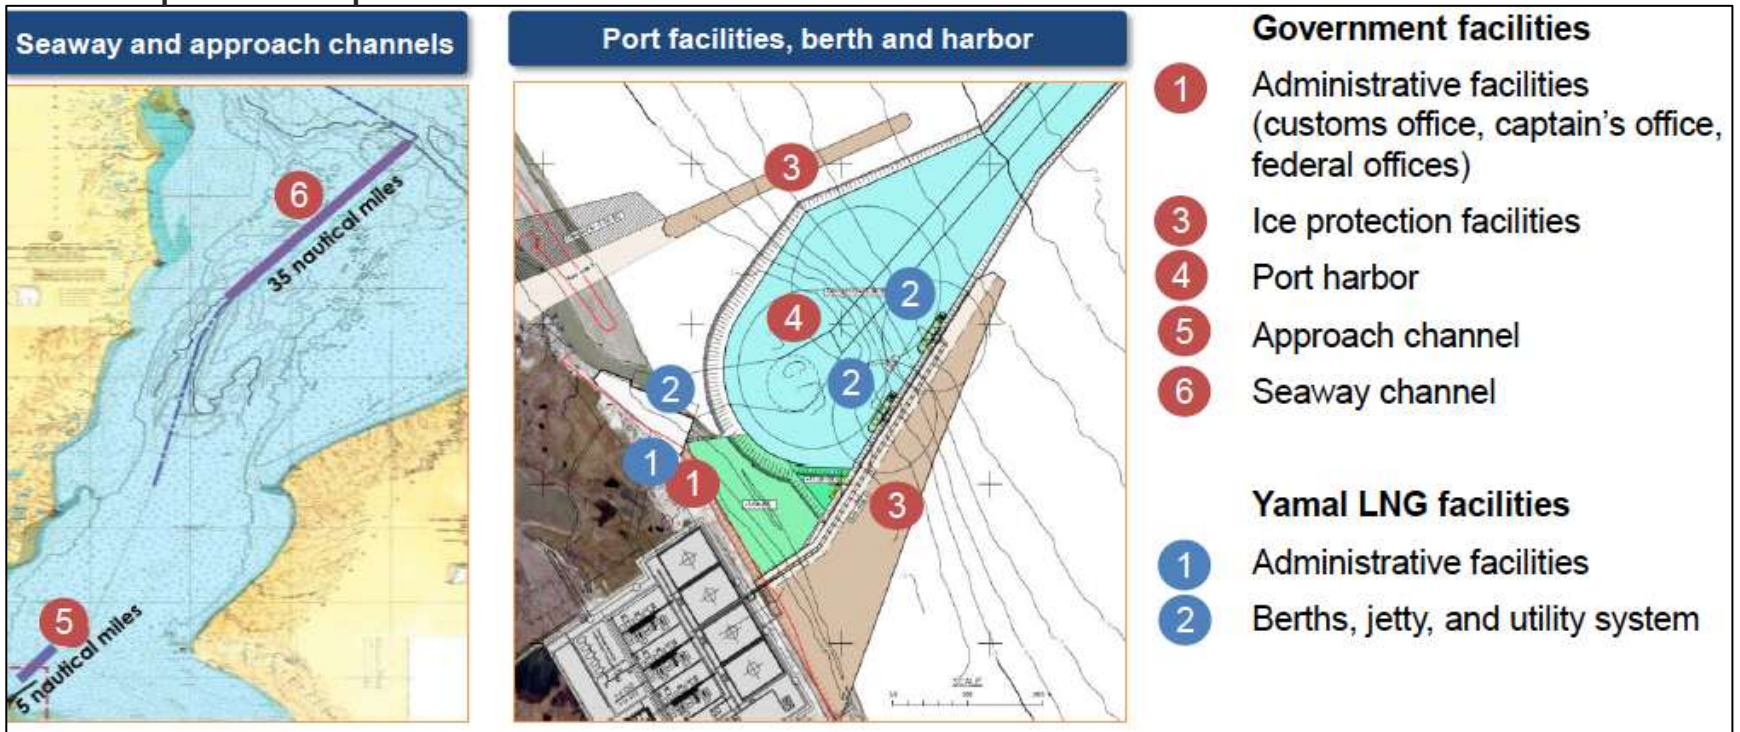 Seaway and approach channels
6
35 nautical miles
5
5 nautical miles
Port facilities, berth and harbor
3
2
4
2
2
1
1
3
SCALE
Government facilities
1 Administrative facilities
(customs office, captain's office,
federal offices)
3 Ice protection facilities
4 Port harbor
5 Approach channel
6 Seaway channel
Yamal LNG facilities
1 Administrative facilities
2 Berths, jetty, and utility system